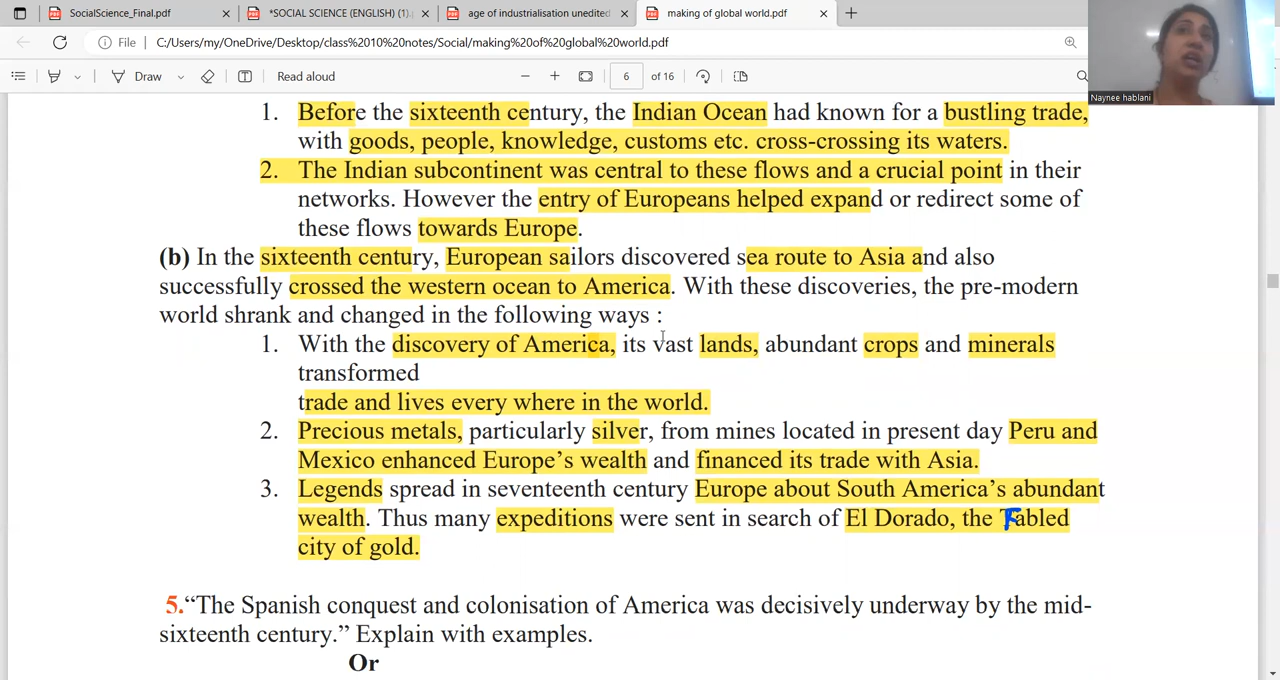 SocialScience_Final.pdf
*SOCIAL SCIENCE (ENGLISH) (1).
age of industrialisation unedited
making of global world.pdf
File C:/Users/my/OneDrive/Desktop/class%2010%20notes/Social/making%20of%20global%20world.pdf
Draw Read aloud 6 of 16
Naynee hablani
1. Before the sixteenth century, the Indian Ocean had known for a bustling trade,
with goods, people, knowledge, customs etc. cross-crossing its waters.
2. The Indian subcontinent was central to these flows and a crucial point in their
networks. However the entry of Europeans helped expand or redirect some of
these flows towards Europe.
(b) In the sixteenth century, European sailors discovered sea route to Asia and also
successfully crossed the western ocean to America. With these discoveries, the pre-modern
world shrank and changed in the following ways :
1. With the discovery of America, its vast lands, abundant crops and minerals
transformed
trade and lives every where in the world.
2. Precious metals, particularly silver, from mines located in present day Peru and
Mexico enhanced Europe's wealth and financed its trade with Asia.
3. Legends spread in seventeenth century Europe about South America's abundant
wealth. Thus many expeditions were sent in search of El Dorado, the Fabled
city of gold.
5.“The Spanish conquest and colonisation of America was decisively underway by the mid-
sixteenth century.” Explain with examples.
Or